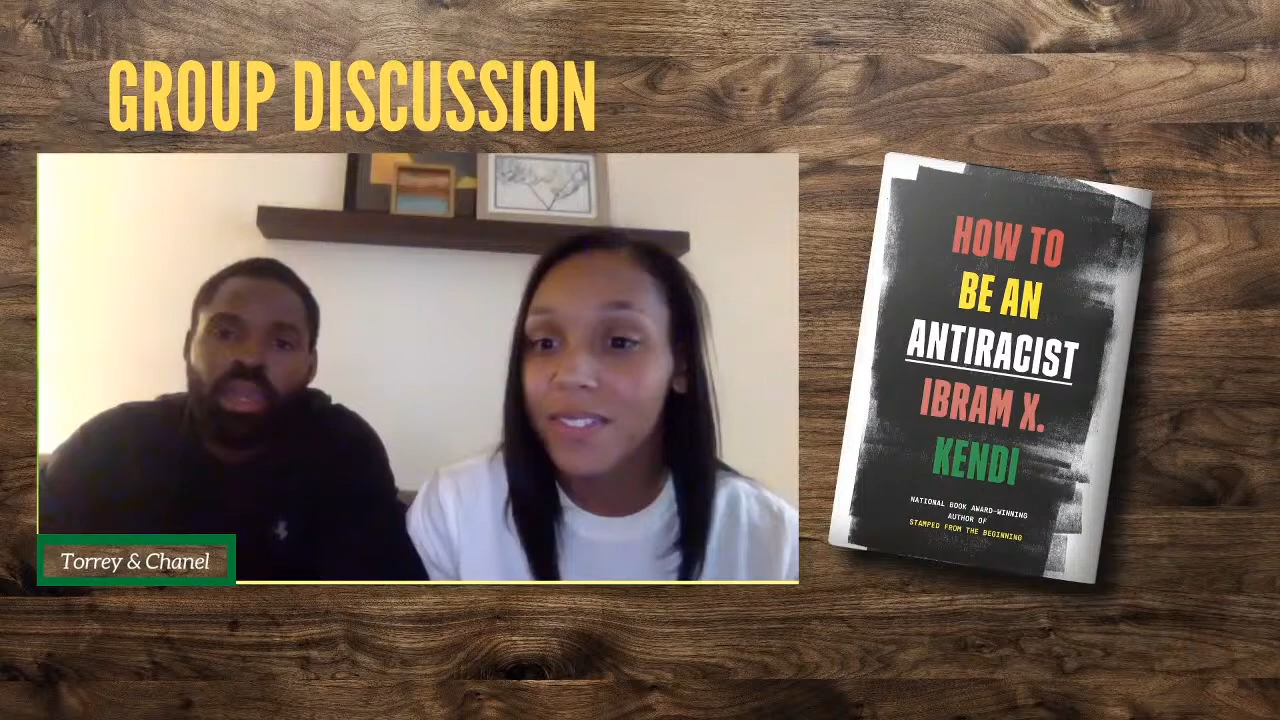 GROUP DISCUSSION
Torrey & Chanel
HOW TO
BE AN
ANTIRACIST
IBRAM X.
KENDI
NATIONAL BOOK AWARD–WINNING
AUTHOR OF
STAMPED FROM THE BEGINNING